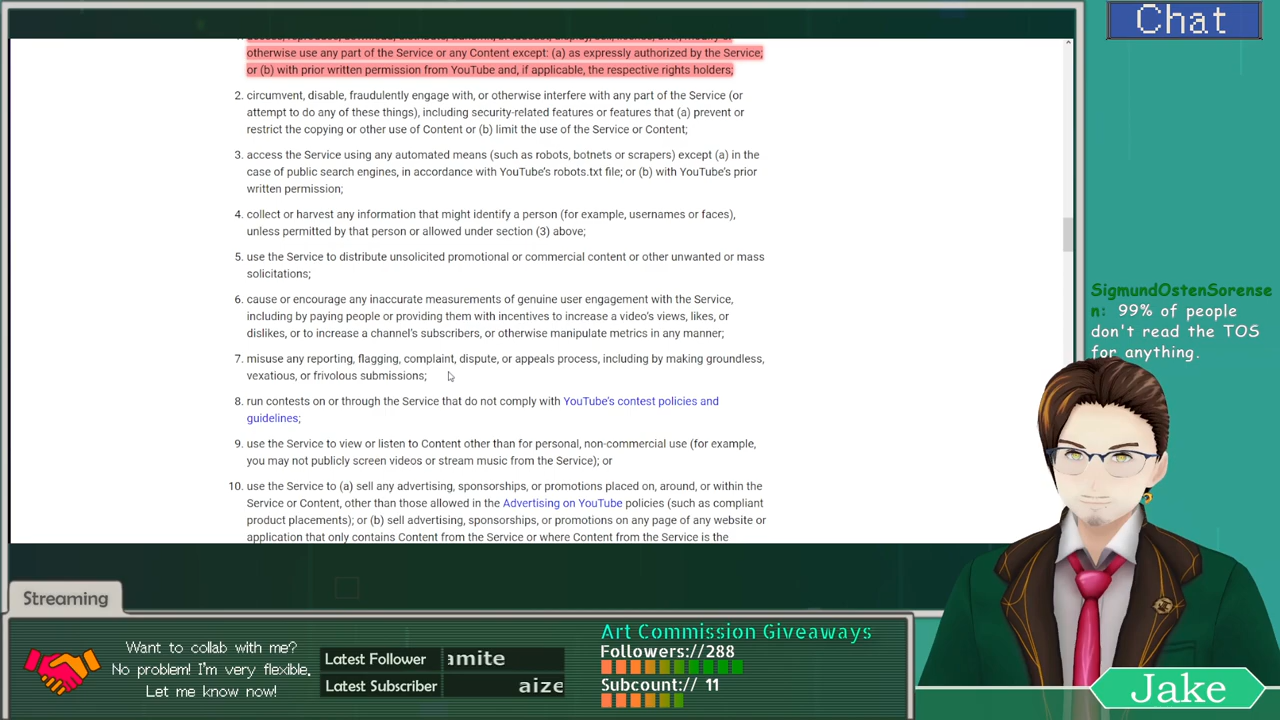 Chat
otherwise use any part of the Service or any Content except: (a) as expressly authorized by the Service;
or (b) with prior written permission from YouTube and, if applicable, the respective rights holders;
2. circumvent, disable, fraudulently engage with, or otherwise interfere with any part of the Service (or
attempt to do any of these things), including security-related features or features that (a) prevent or
restrict the copying or other use of Content or (b) limit the use of the Service or Content;
3. access the Service using any automated means (such as robots, botnets or scrapers) except (a) in the
case of public search engines, in accordance with YouTube's robots.txt file; or (b) with YouTube's prior
written permission;
4. collect or harvest any information that might identify a person (for example, usernames or faces),
unless permitted by that person or allowed under section (3) above;
5. use the Service to distribute unsolicited promotional or commercial content or other unwanted or mass
solicitations;
6. cause or encourage any inaccurate measurements of genuine user engagement with the Service,
including by paying people or providing them with incentives to increase a video's views, likes, or
dislikes, or to increase a channel's subscribers, or otherwise manipulate metrics in any manner;
7. misuse any reporting, flagging, complaint, dispute, or appeals process, including by making groundless,
vexatious, or frivolous submissions;
8. run contests on or through the Service that do not comply with YouTube's contest policies and
guidelines;
9. use the Service to view or listen to Content other than for personal, non-commercial use (for example,
you may not publicly screen videos or stream music from the Service); or
10. use the Service to (a) sell any advertising, sponsorships, or promotions placed on, around, or within the
Service or Content, other than those allowed in the Advertising on YouTube policies (such as compliant
product placements); or (b) sell advertising, sponsorships, or promotions on any page of any website or
application that only contains Content from the Service or where Content from the Service is the
SigmundOstenSorense
n: 99% of people
don't read the TOS
for anything.
Streaming
Want to collab with me?
No problem! I'm very flexible.
Let me know now!
Latest Follower amite
Latest Subscriber aize
Art Commission Giveaways
Followers://288
Subcount:// 11
Jake